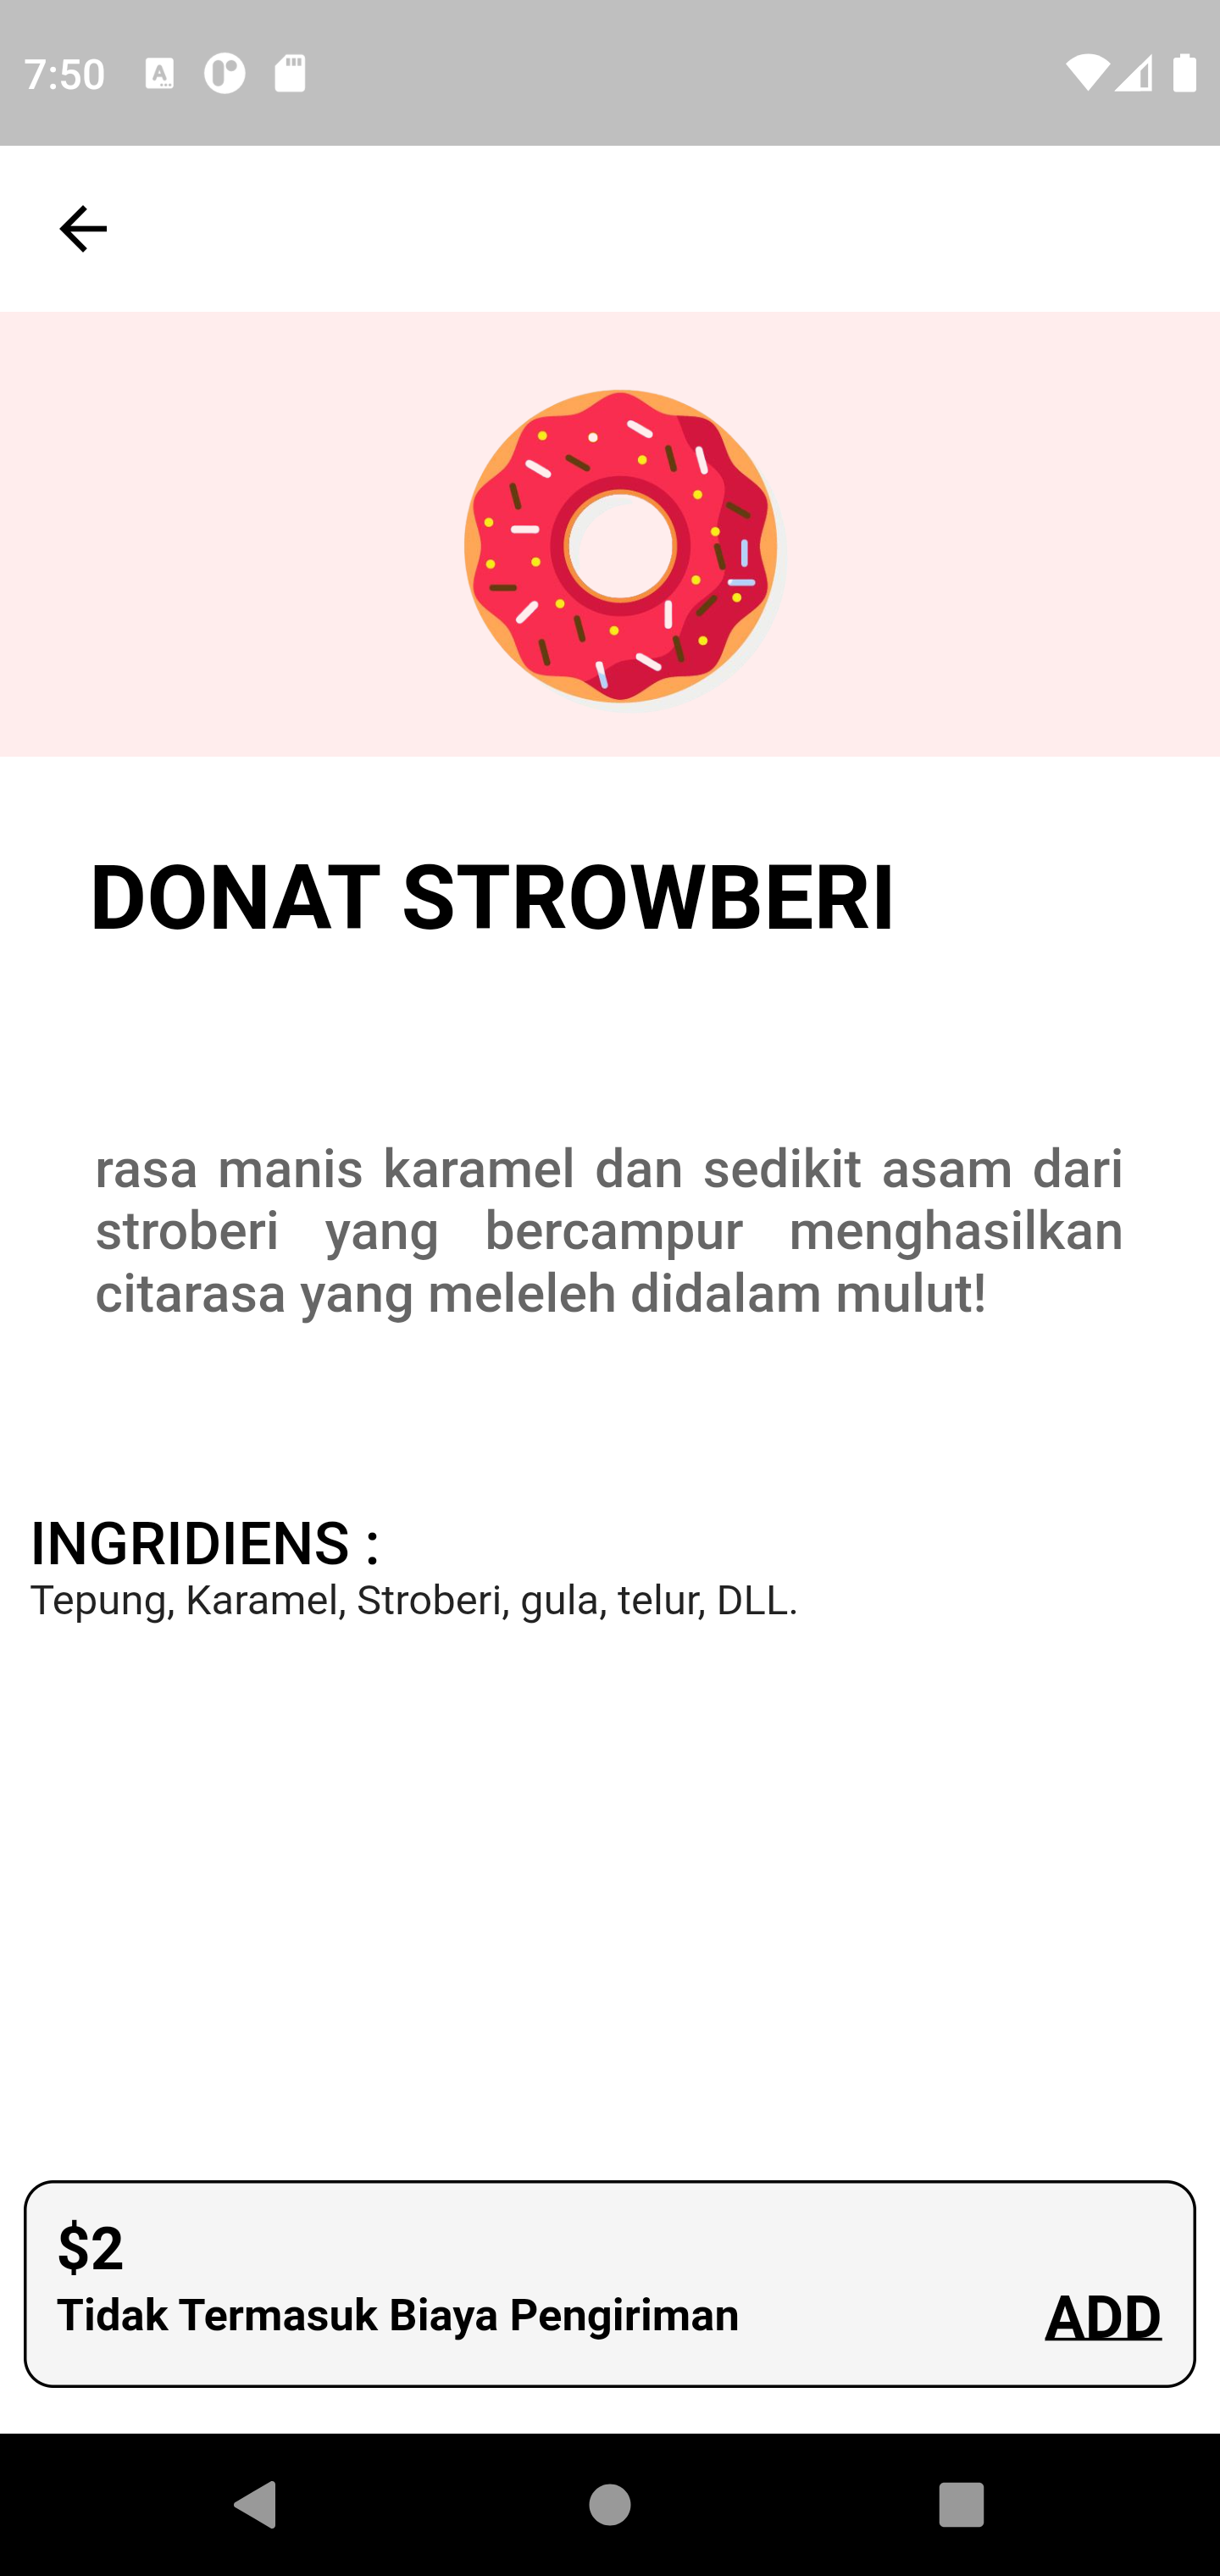 7:50
A
DONAT STROWBERI
rasa manis karamel dan sedikit asam dari
stroberi yang bercampur menghasilkan
citarasa yang meleleh didalam mulut!
INGRIDIENS :
Tepung, Karamel, Stroberi, gula, telur, DLL.
$2
Tidak Termasuk Biaya Pengiriman
ADD